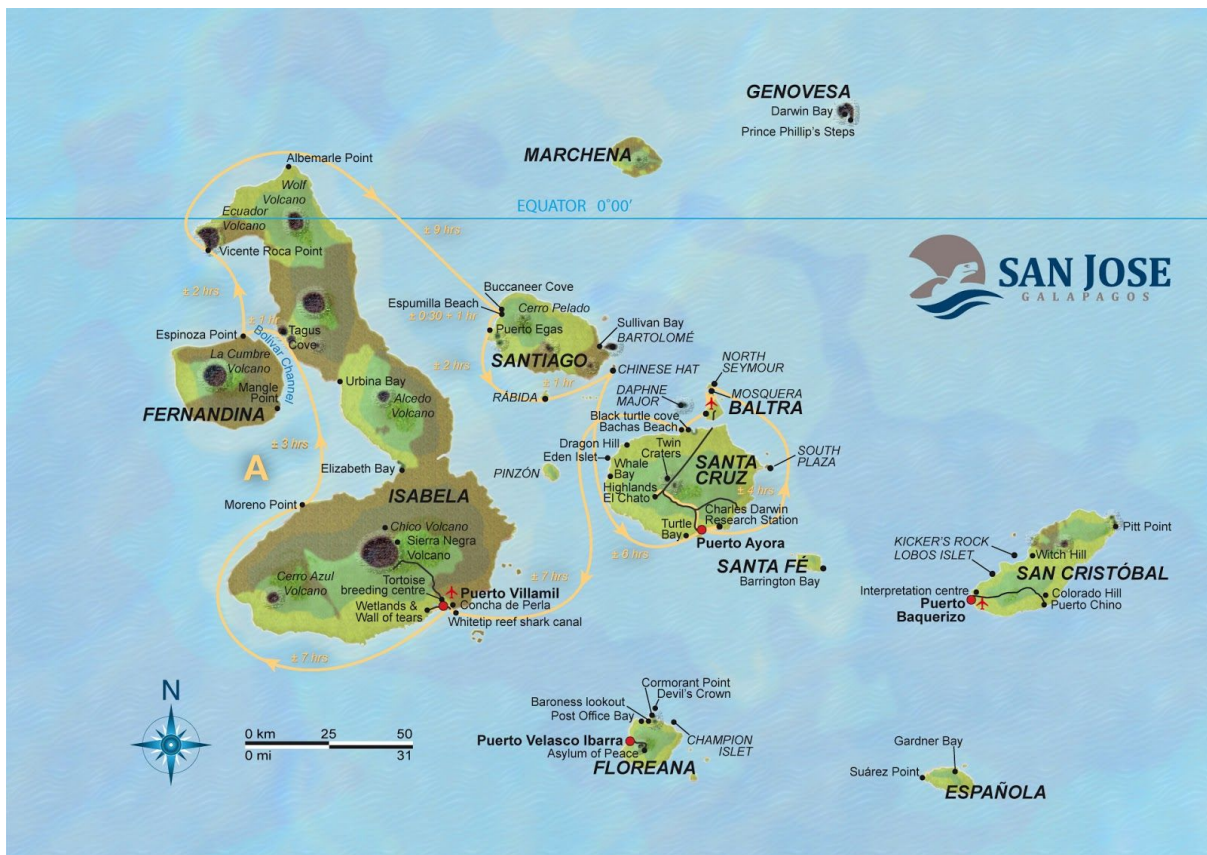 GENOVESA
Darwin Bay
Prince Phillip's Steps
MARCHENA
Albemarle Point
Wolf
Volcano
EQUATOR 0°00'
Ecuador
Volcano
± 9 hrs
Vicente Roca Point
SAN JOSE
GALAPAGOS
± 2 hrs
Buccaneer Cove
Espumilla Beach
Cerro Pelado
± 0:30 + 1 hr
± 1 hr
Puerto Egas
Sullivan Bay
BARTOLOMÉ
Espinoza Point
Bolívar Channel
Tagus
Cove
SANTIAGO
La Cumbre
Volcano
± 2 hrs
CHINESE HAT
NORTH
SEYMOUR
Mangle
Point
Urbina Bay
Alcedo
Volcano
± 1 hr
RÁBIDA
DAPHNE
MAJOR
MOSQUERA
BALTRA
FERNANDINA
Black turtle cove
Bachas Beach
± 3 hrs
A
Dragon Hill
Eden Islet
Twin
Craters
SOUTH
PLAZA
Whale
Bay
SANTA
CRUZ
Elizabeth Bay
PINZÓN
Highlands
El Chato
± 4 hrs
ISABELA
Moreno Point
Charles Darwin
Research Station
Chico Volcano
Sierra Negra
Volcano
Turtle
Bay
Puerto Ayora
± 6 hrs
Pitt Point
KICKER'S ROCK
LOBOS ISLET
Witch Hill
SANTA FÉ
Barrington Bay
SAN CRISTÓBAL
Cerro Azul
Volcano
Tortoise
breeding centre
± 7 hrs
Puerto Villamil
Concha de Perla
Wetlands &
Wall of tears
Whitetip reef shark canal
Interpretation centre
Puerto
Baquerizo
Colorado Hill
Puerto Chino
± 7 hrs
N
Cormorant Point
Devil's Crown
Baroness lookout
Post Office Bay
0 km 25 50
0 mi 31
Puerto Velasco Ibarra
Asylum of Peace
CHAMPION
ISLET
FLOREANA
Gardner Bay
Suárez Point
ESPAÑOLA